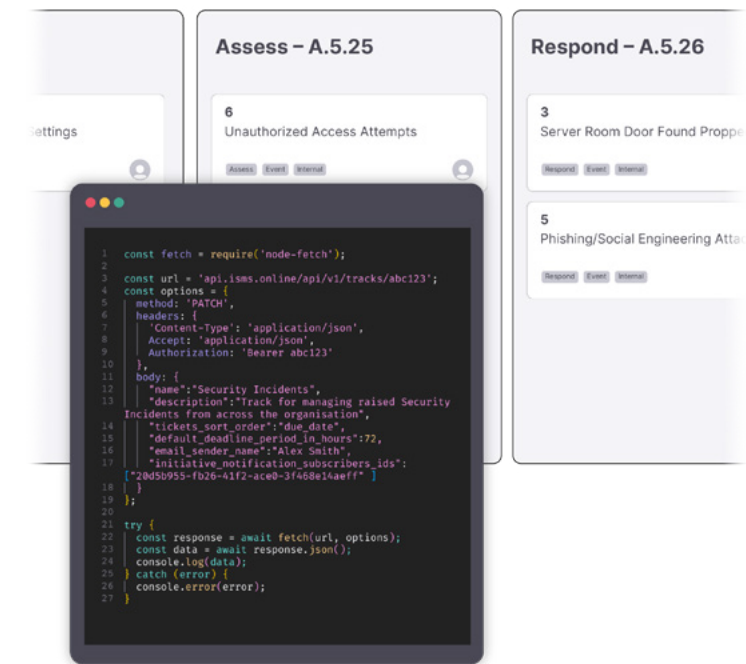 Assess – A.5.25
Respond – A.5.26
ettings
6
Unauthorized Access Attempts
Assess Event Internal
3
Server Room Door Found Proppe
Respond Event Internal
5
Phishing/Social Engineering Attac
Respond Event Internal
1 const fetch = require('node-fetch');
2
3 const url = 'api.isms.online/api/v1/tracks/abc123';
4 const options = {
5 method: 'PATCH',
6 headers: {
7 'Content-Type': 'application/json',
8 Accept: 'application/json',
9 Authorization: 'Bearer abc123'
10 },
11 body: {
12 "name":"Security Incidents",
13 "description":"Track for managing raised Security
Incidents from across the organisation",
14 "tickets_sort_order":"due_date",
15 "default_deadline_period_in_hours":72,
16 "email_sender_name":"Alex Smith",
17 "initiative_notification_subscribers_ids":
["20d5b955-fb26-41f2-ace0-3f468e14aeff" ]
18 }
19 };
20
21 try {
22 const response = await fetch(url, options);
23 const data = await response.json();
24 console.log(data);
25 } catch (error) {
26 console.error(error);
27 }